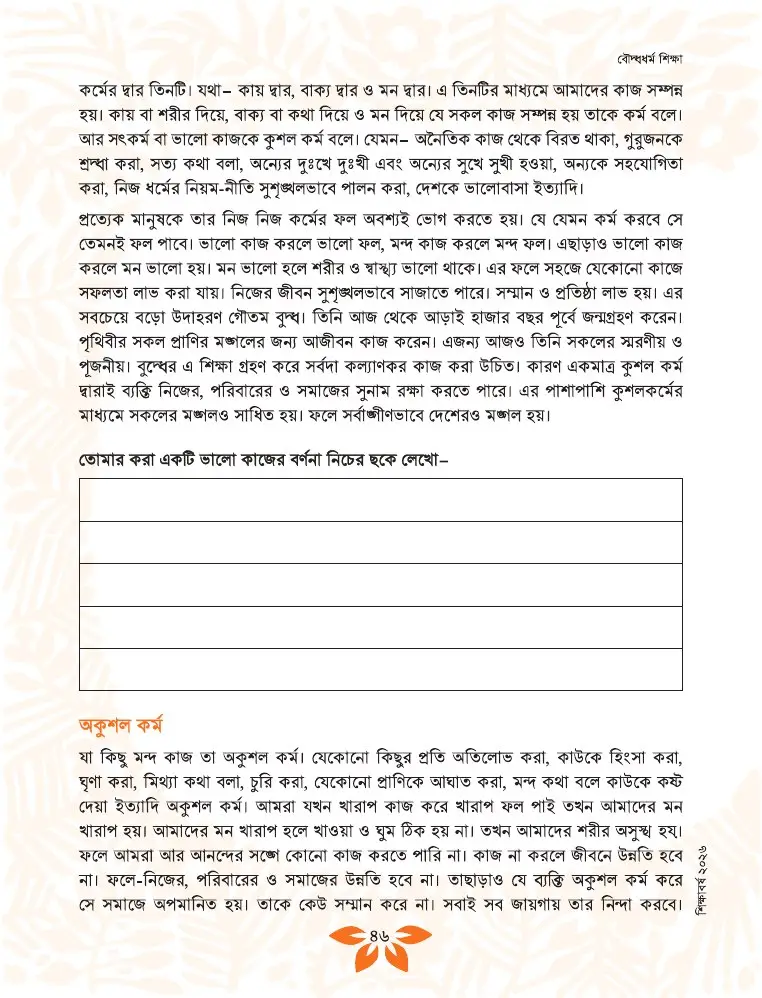 বৌদ্ধধর্ম শিক্ষা
কর্মের দ্বার তিনটি। যথা– কায় দ্বার, বাক্য দ্বার ও মন দ্বার। এ তিনটির মাধ্যমে আমাদের কাজ সম্পন্ন
হয়। কায় বা শরীর দিয়ে, বাক্য বা কথা দিয়ে ও মন দিয়ে যে সকল কাজ সম্পন্ন হয় তাকে কর্ম বলে।
আর সৎকর্ম বা ভালো কাজকে কুশল কর্ম বলে। যেমন– অনৈতিক কাজ থেকে বিরত থাকা, গুরুজনকে
শ্রদ্ধা করা, সত্য কথা বলা, অন্যের দুঃখে দুঃখী এবং অন্যের সুখে সুখী হওয়া, অন্যকে সহযোগিতা
করা, নিজ ধর্মের নিয়ম-নীতি সুশৃঙ্খলভাবে পালন করা, দেশকে ভালোবাসা ইত্যাদি।
প্রত্যেক মানুষকে তার নিজ নিজ কর্মের ফল অবশ্যই ভোগ করতে হয়। যে যেমন কর্ম করবে সে
তেমনই ফল পাবে। ভালো কাজ করলে ভালো ফল, মন্দ কাজ করলে মন্দ ফল। এছাড়াও ভালো কাজ
করলে মন ভালো হয়। মন ভালো হলে শরীর ও স্বাস্থ্য ভালো থাকে। এর ফলে সহজে যেকোনো কাজে
সফলতা লাভ করা যায়। নিজের জীবন সুশৃঙ্খলভাবে সাজাতে পারে। সম্মান ও প্রতিষ্ঠা লাভ হয়। এর
সবচেয়ে বড়ো উদাহরণ গৌতম বুদ্ধ। তিনি আজ থেকে আড়াই হাজার বছর পূর্বে জন্মগ্রহণ করেন।
পৃথিবীর সকল প্রাণির মঙ্গলের জন্য আজীবন কাজ করেন। এজন্য আজও তিনি সকলের স্মরণীয় ও
পূজনীয়। বুদ্ধের এ শিক্ষা গ্রহণ করে সর্বদা কল্যাণকর কাজ করা উচিত। কারণ একমাত্র কুশল কর্ম
দ্বারাই ব্যক্তি নিজের, পরিবারের ও সমাজের সুনাম রক্ষা করতে পারে। এর পাশাপাশি কুশলকর্মের
মাধ্যমে সকলের মঙ্গলও সাধিত হয়। ফলে সর্বাঙ্গীণভাবে দেশেরও মঙ্গল হয়।
তোমার করা একটি ভালো কাজের বর্ণনা নিচের ছকে লেখো–
অকুশল কর্ম
যা কিছু মন্দ কাজ তা অকুশল কর্ম। যেকোনো কিছুর প্রতি অতিলোভ করা, কাউকে হিংসা করা,
ঘৃণা করা, মিথ্যা কথা বলা, চুরি করা, যেকোনো প্রাণিকে আঘাত করা, মন্দ কথা বলে কাউকে কষ্ট
দেয়া ইত্যাদি অকুশল কর্ম। আমরা যখন খারাপ কাজ করে খারাপ ফল পাই তখন আমাদের মন
খারাপ হয়। আমাদের মন খারাপ হলে খাওয়া ও ঘুম ঠিক হয় না। তখন আমাদের শরীর অসুস্থ হয্।
ফলে আমরা আর আনন্দের সঙ্গে কোনো কাজ করতে পারি না। কাজ না করলে জীবনে উন্নতি হবে
না। ফলে-নিজের, পরিবারের ও সমাজের উন্নতি হবে না। তাছাড়াও যে ব্যক্তি অকুশল কর্ম করে
সে সমাজে অপমানিত হয়। তাকে কেউ সম্মান করে না। সবাই সব জায়গায় তার নিন্দা করবে।
শিক্ষাবর্ষ ২০২৬
৪৬